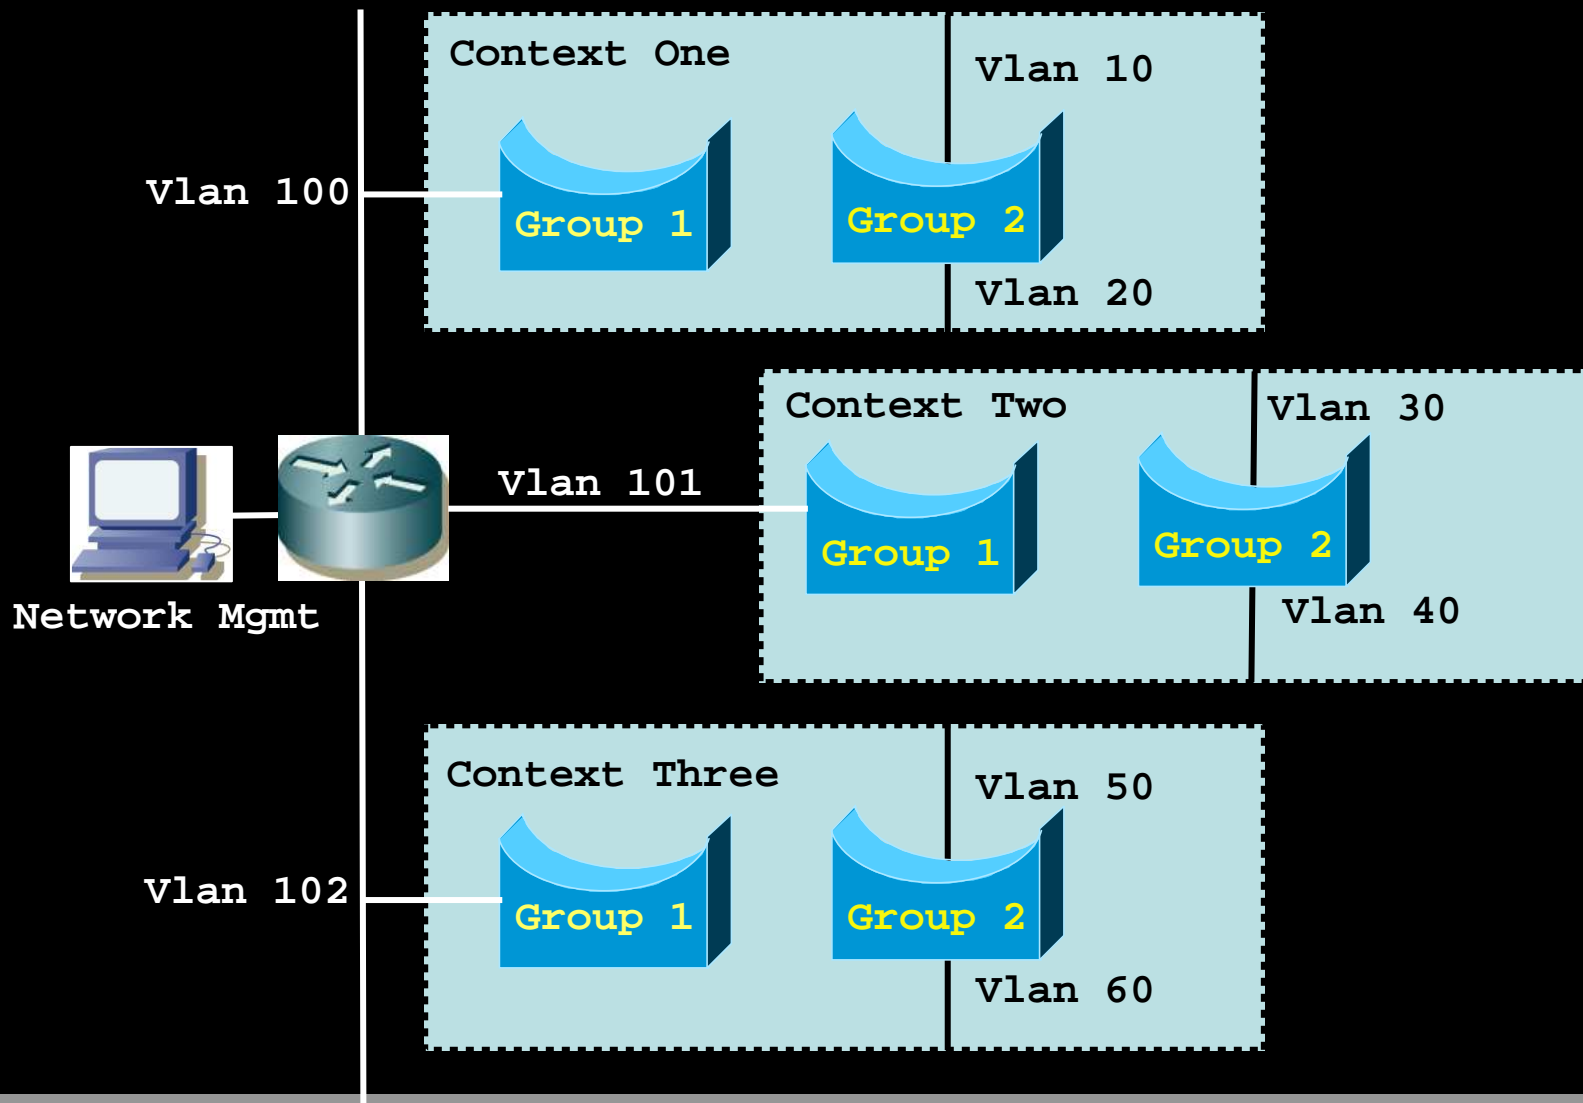 Context One
Vlan 10
Vlan 100
Group 1
Group 2
Vlan 20
Context Two
Vlan 30
Vlan 101
Group 1
Group 2
Network Mgmt
Vlan 40
Context Three
Vlan 50
Vlan 102
Group 1
Group 2
Vlan 60